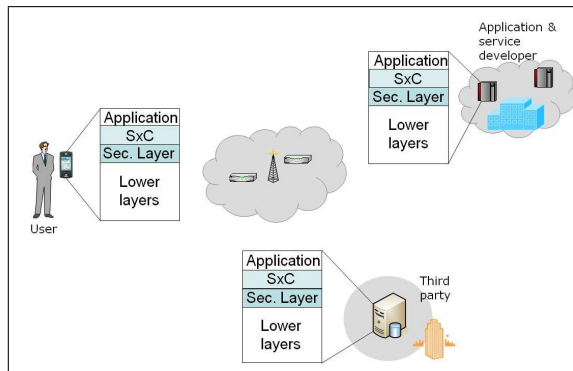 Application &
service
developer
Application
SxC
Sec. Layer
Lower
layers
Application
SxC
Sec. Layer
Lower
layers
User
Application
SxC
Sec. Layer
Lower
layers
Third
party